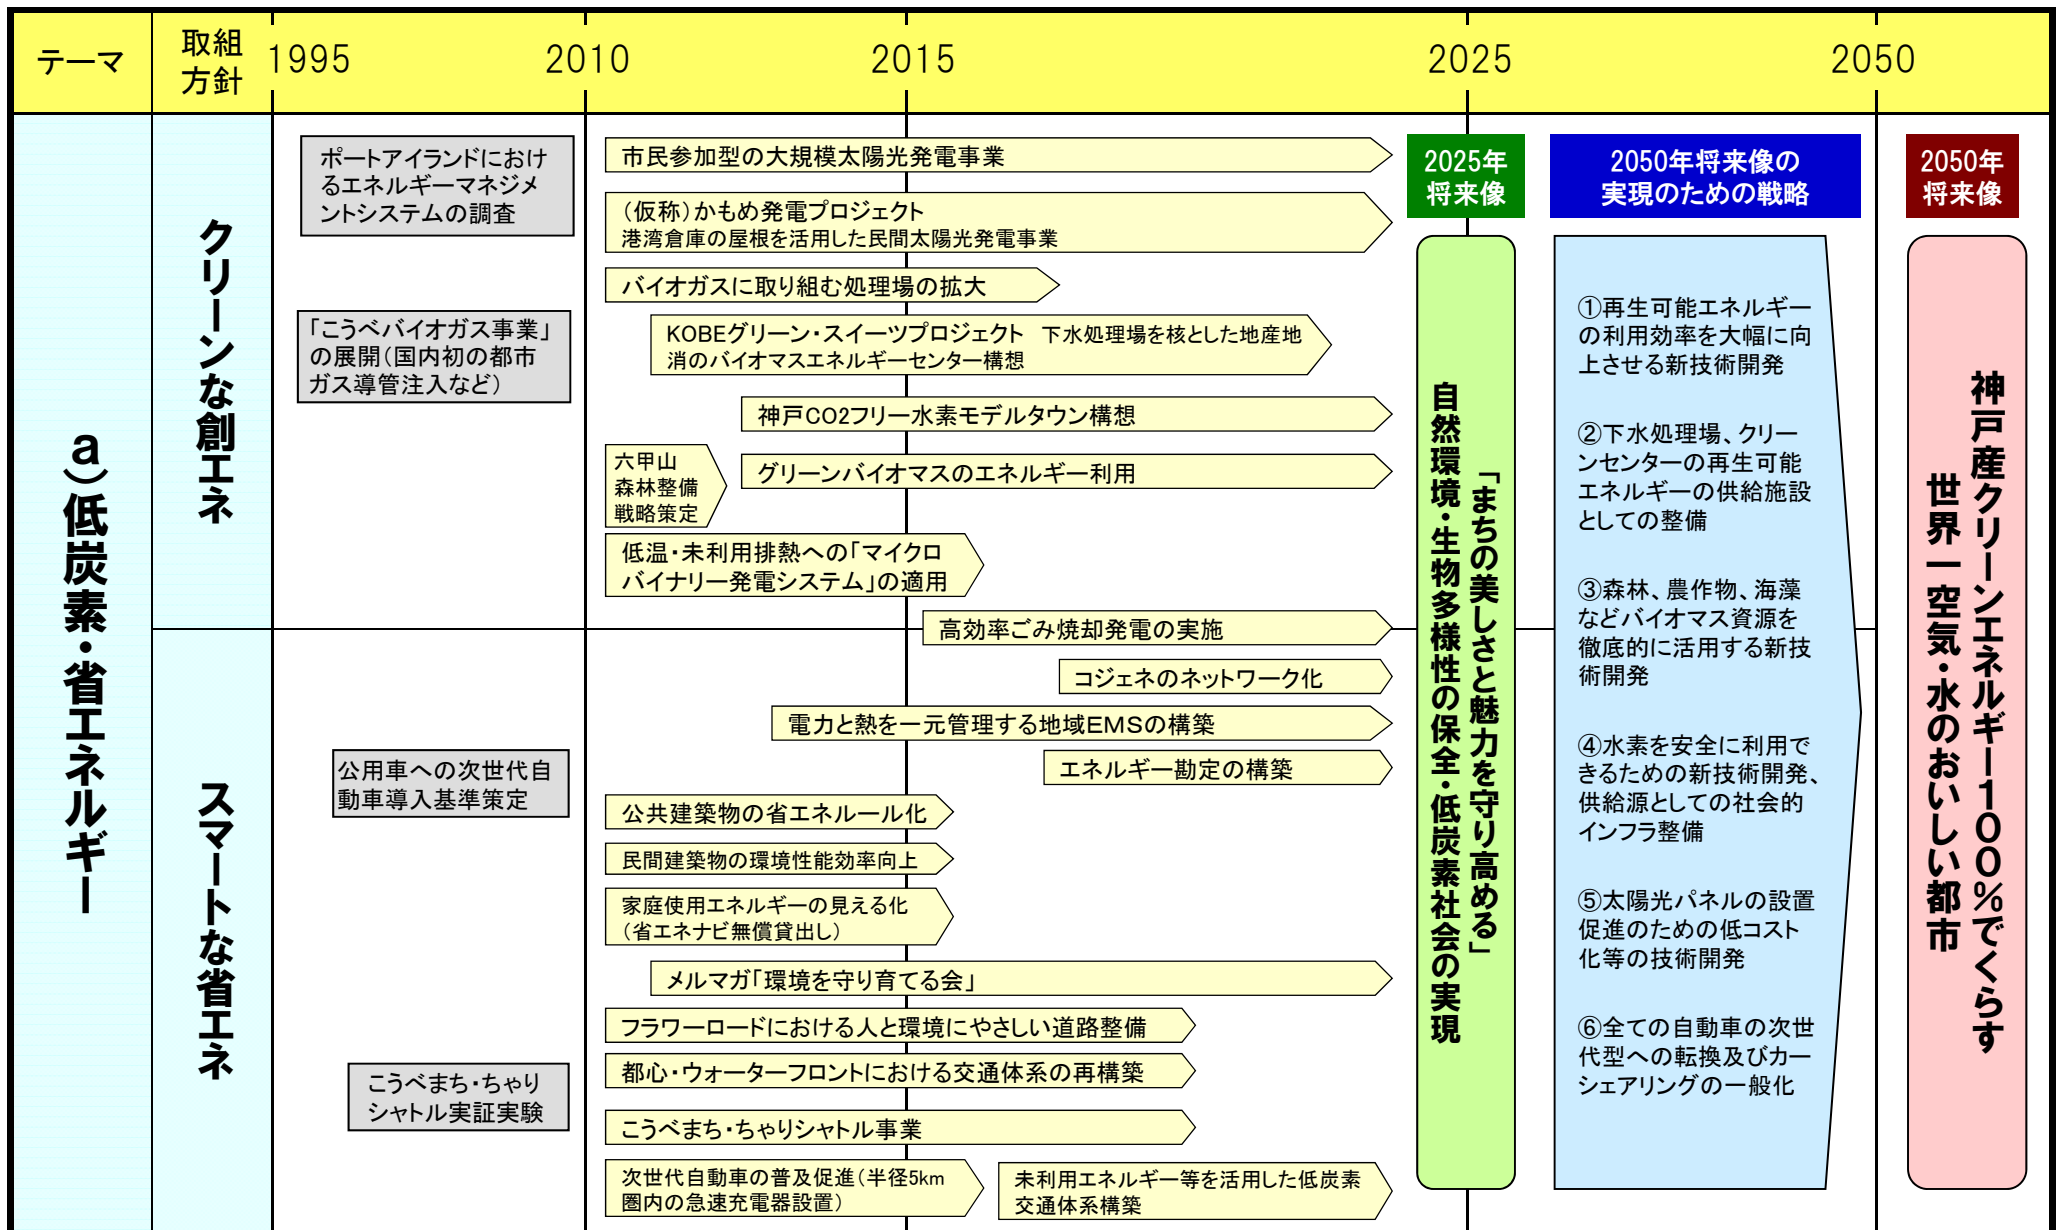 テーマ
取組
方針
1995
2010
2015
2025
2050
a）低炭素・省エネルギー
クリーンな創エネ
ポートアイランドにおけ
るエネルギーマネジメ
ントシステムの調査
「こうべバイオガス事業」
の展開（国内初の都市
ガス導管注入など）
市民参加型の大規模太陽光発電事業
（仮称）かもめ発電プロジェクト
港湾倉庫の屋根を活用した民間太陽光発電事業
バイオガスに取り組む処理場の拡大
KOBEグリーン・スイーツプロジェクト　下水処理場を核とした地産地
消のバイオマスエネルギーセンター構想
神戸CO2フリー水素モデルタウン構想
六甲山
森林整備
戦略策定
グリーンバイオマスのエネルギー利用
低温・未利用排熱への「マイクロ
バイナリー発電システム」の適用
高効率ごみ焼却発電の実施
スマートな省エネ
公用車への次世代自
動車導入基準策定
こうべまち・ちゃり
シャトル実証実験
コジェネのネットワーク化
電力と熱を一元管理する地域EMSの構築
エネルギー勘定の構築
公共建築物の省エネルール化
民間建築物の環境性能効率向上
家庭使用エネルギーの見える化
（省エネナビ無償貸出し）
メルマガ「環境を守り育てる会」
フラワーロードにおける人と環境にやさしい道路整備
都心・ウォーターフロントにおける交通体系の再構築
こうべまち・ちゃりシャトル事業
次世代自動車の普及促進（半径5km
圏内の急速充電器設置）
未利用エネルギー等を活用した低炭素
交通体系構築
2025年
将来像
「まちの美しさと魅力を守り高める」
自然環境・生物多様性の保全・低炭素社会の実現
2050年将来像の
実現のための戦略
①再生可能エネルギー
の利用効率を大幅に向
上させる新技術開発
②下水処理場、クリー
ンセンターの再生可能
エネルギーの供給施設
としての整備
③森林、農作物、海藻
などバイオマス資源を
徹底的に活用する新技
術開発
④水素を安全に利用で
きるための新技術開発、
供給源としての社会的
インフラ整備
⑤太陽光パネルの設置
促進のための低コスト
化等の技術開発
⑥全ての自動車の次世
代型への転換及びカー
シェアリングの一般化
2050年
将来像
神戸産クリーンエネルギー１００％でくらす
世界一空気・水のおいしい都市